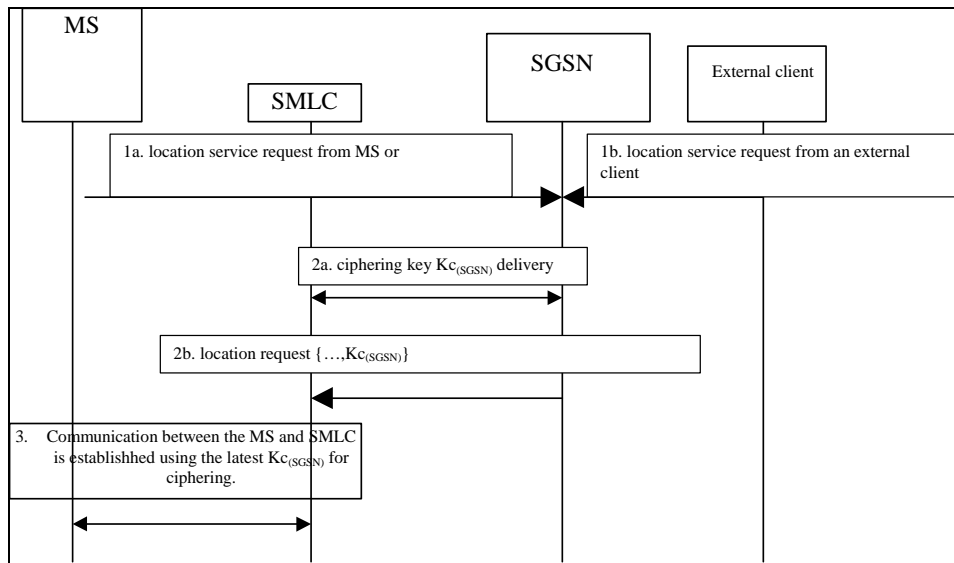 MS
SGSN
External client
SMLC
1a. location service request from MS or
1b. location service request from an external
client
2a. ciphering key Kc(SGSN) delivery
2b. location request {…,Kc(SGSN)}
3. Communication between the MS and SMLC
is establishhed using the latest Kc(SGSN) for
ciphering.